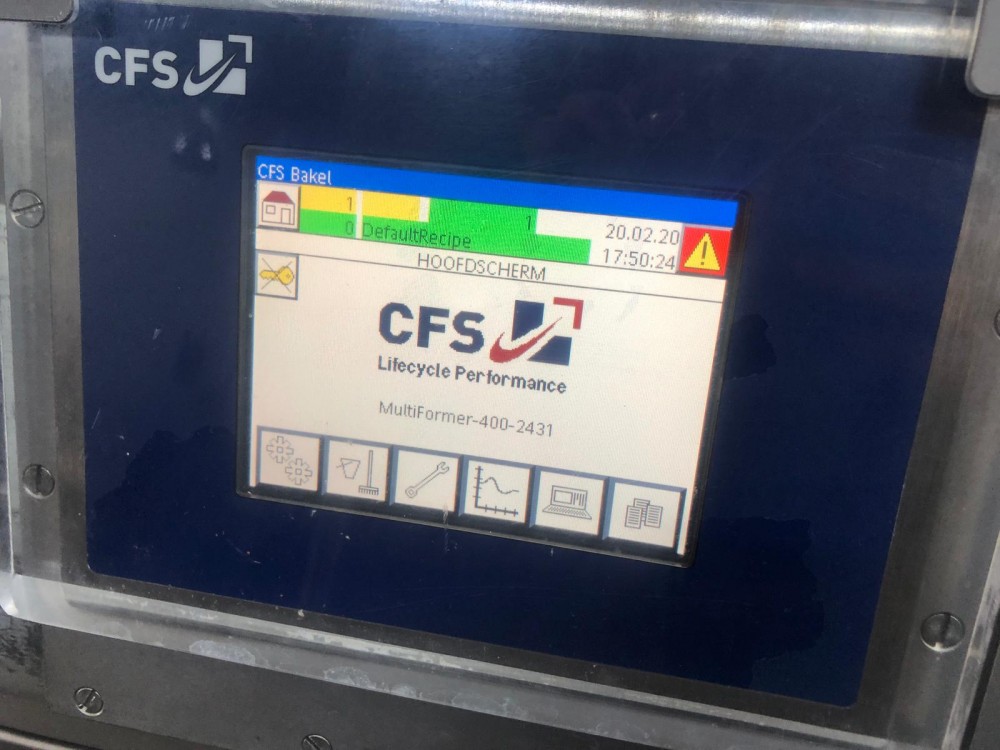 CFS
CFS Bakel
1
1
20.02.20
0 DefaultRecipe
17:50:24
HOOFDSCHERM
CFS
Lifecycle Performance
MultiFormer-400-2431